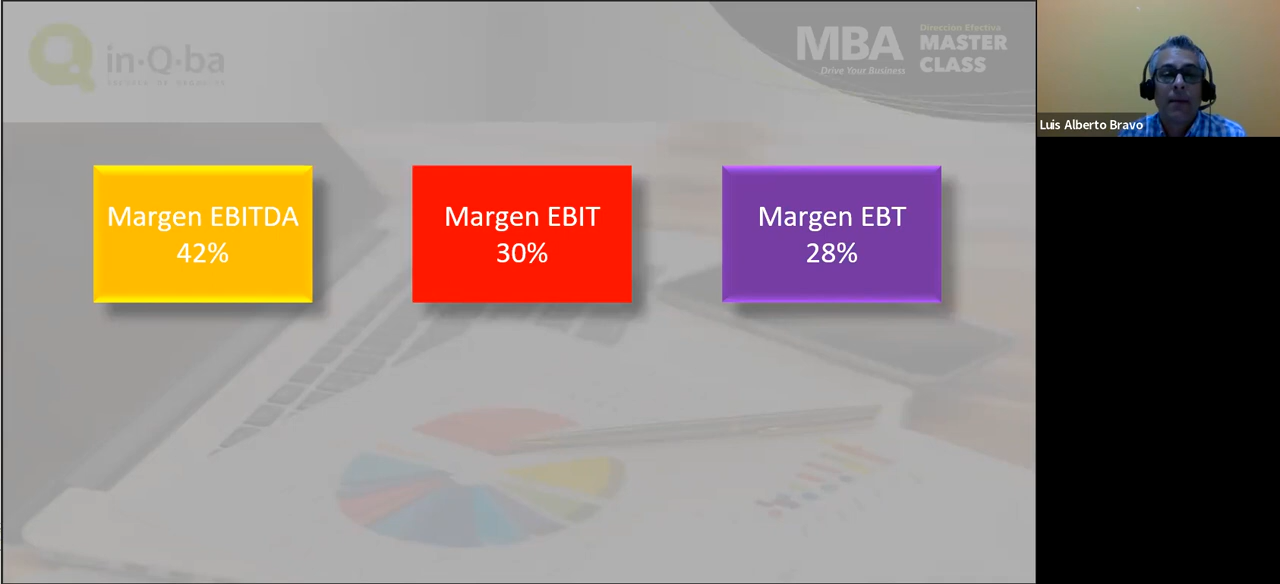 in·Q·ba
MBA
Drive Your Business
Dirección Efectiva
MASTER
CLASS
Luis Alberto Bravo
Margen EBITDA
42%
Margen EBIT
30%
Margen EBT
28%